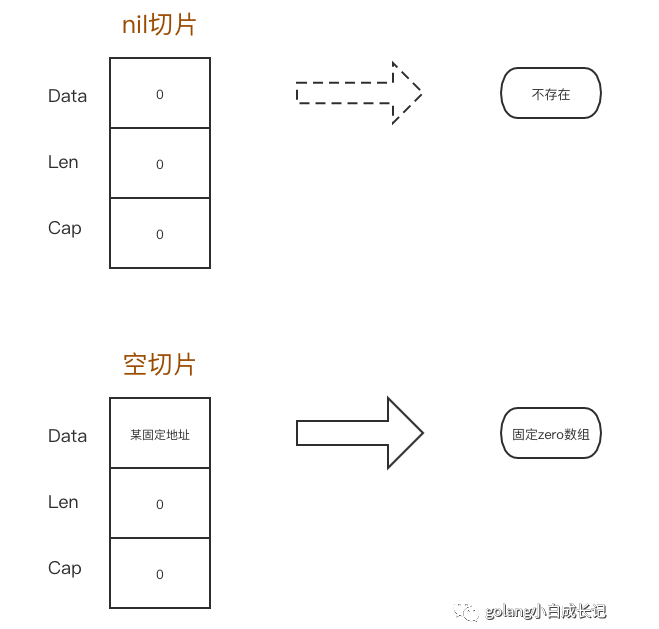 nil切片
Data
0
不存在
Len
0
Cap
0
空切片
Data
某固定地址
固定zero数组
Len
0
Cap
0
golang小白成长记